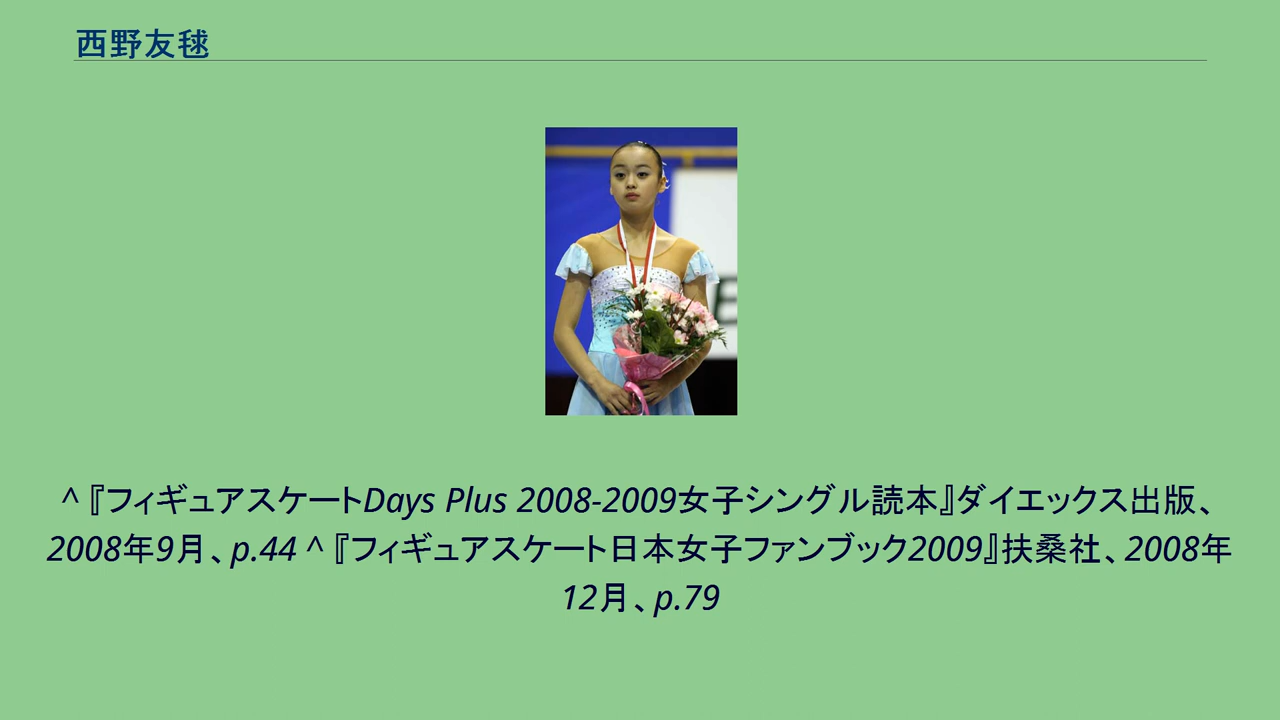 西野友毬
^『フィギュアスケートDays Plus 2008-2009女子シングル読本』ダイエックス出版、
2008年9月、p.44 ^『フィギュアスケート日本女子ファンブック2009』扶桑社、2008年
12月、p.79